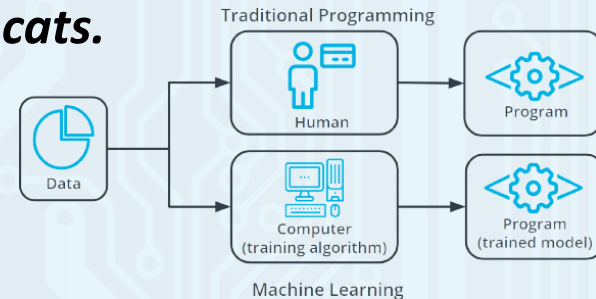 cats.
Traditional Programming
Human
Program
Data
Computer
(training algorithm)
Program
(trained model)
Machine Learning